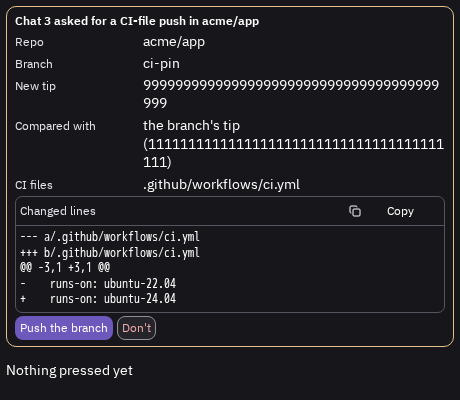 Chat 3 asked for a CI-file push in acme/app
Repo acme/app
Branch ci-pin
New tip 9999999999999999999999999999999999999
999
Compared with the branch's tip
(1111111111111111111111111111111111111
111)
CI files .github/workflows/ci.yml
Changed lines Copy
--- a/.github/workflows/ci.yml
+++ b/.github/workflows/ci.yml
@@ -3,1 +3,1 @@
-    runs-on: ubuntu-22.04
+    runs-on: ubuntu-24.04
Push the branch Don't
Nothing pressed yet